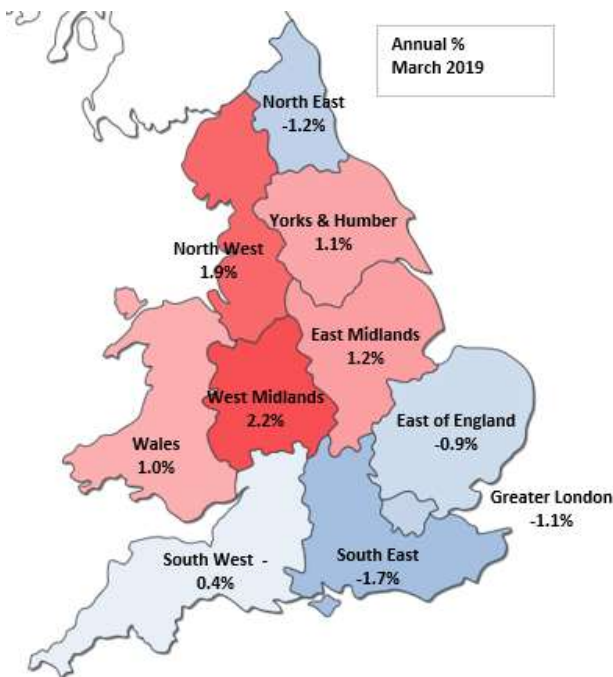 Annual %
March 2019
North East
-1.2%
Yorks & Humber
1.1%
North West
1.9%
East Midlands
1.2%
West Midlands
2.2%
East of England
-0.9%
Wales
1.0%
Greater London
-1.1%
South West -
0.4%
South East
-1.7%